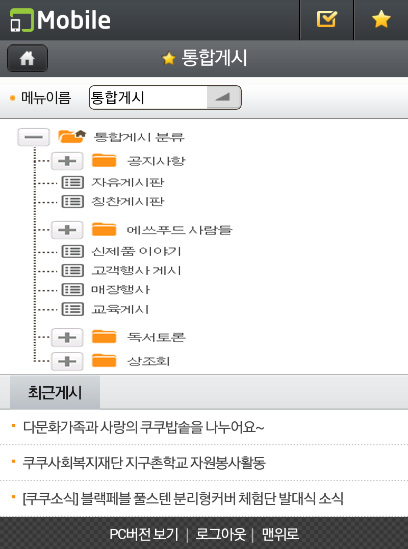 Mobile
통합게시
메뉴이름 통합게시
통합게시 분류
공지사항
자유게시판
칭찬게시판
에쓰푸드 사람들
신제품 이야기
고객행사 게시
매장행사
교육게시
독서토론
상조회
최근게시
다문화가족과 사랑의 쿠쿠밥솥을 나누어요~
쿠쿠사회복지재단 지구촌학교 자원봉사활동
[쿠쿠소식] 블랙페블 풀스텐 분리형커버 체험단 발대식 소식
PC버전 보기 | 로그아웃 | 맨위로